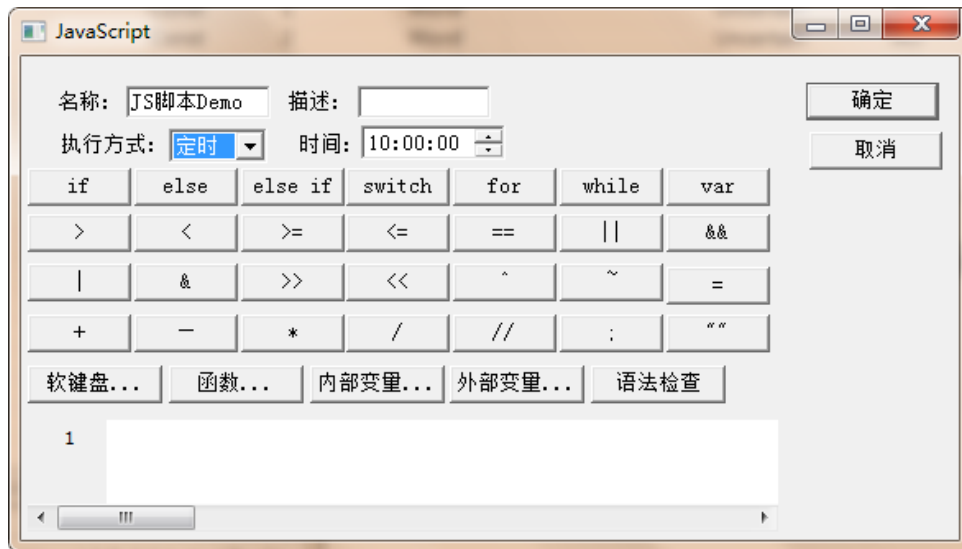 JavaScript
名称: JS脚本Demo 描述: 确定
执行方式: 定时 时间: 10:00:00 取消
if else else if switch for while var
> < >= <= == || &&
| & >> << ^ ~ =
+ — * / // ; ""
软键盘... 函数... 内部变量... 外部变量... 语法检查
1